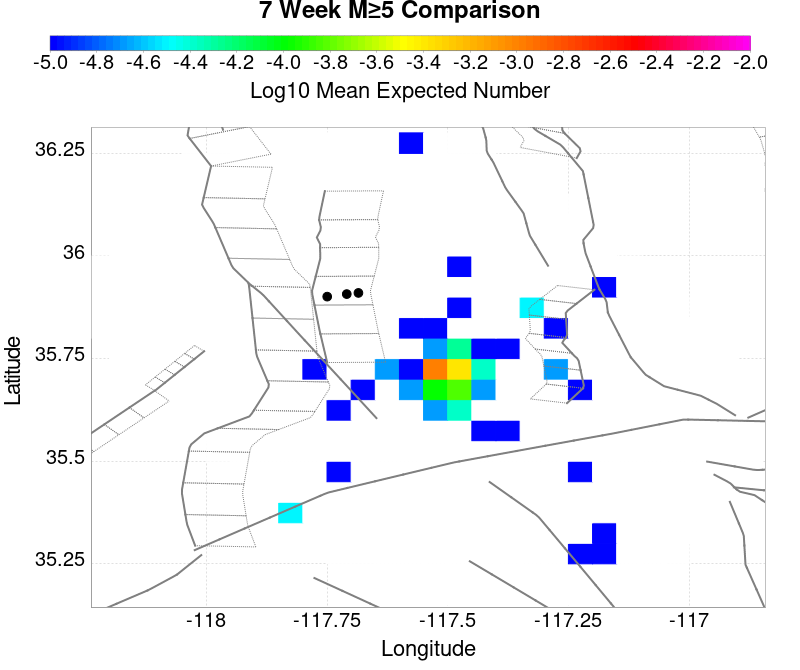 7 Week M≥5 Comparison
-5.0 -4.8 -4.6 -4.4 -4.2 -4.0 -3.8 -3.6 -3.4 -3.2 -3.0 -2.8 -2.6 -2.4 -2.2 -2.0
Log10 Mean Expected Number
36.25
36
35.75
35.5
35.25
Latitude
-118 -117.75 -117.5 -117.25 -117
Longitude